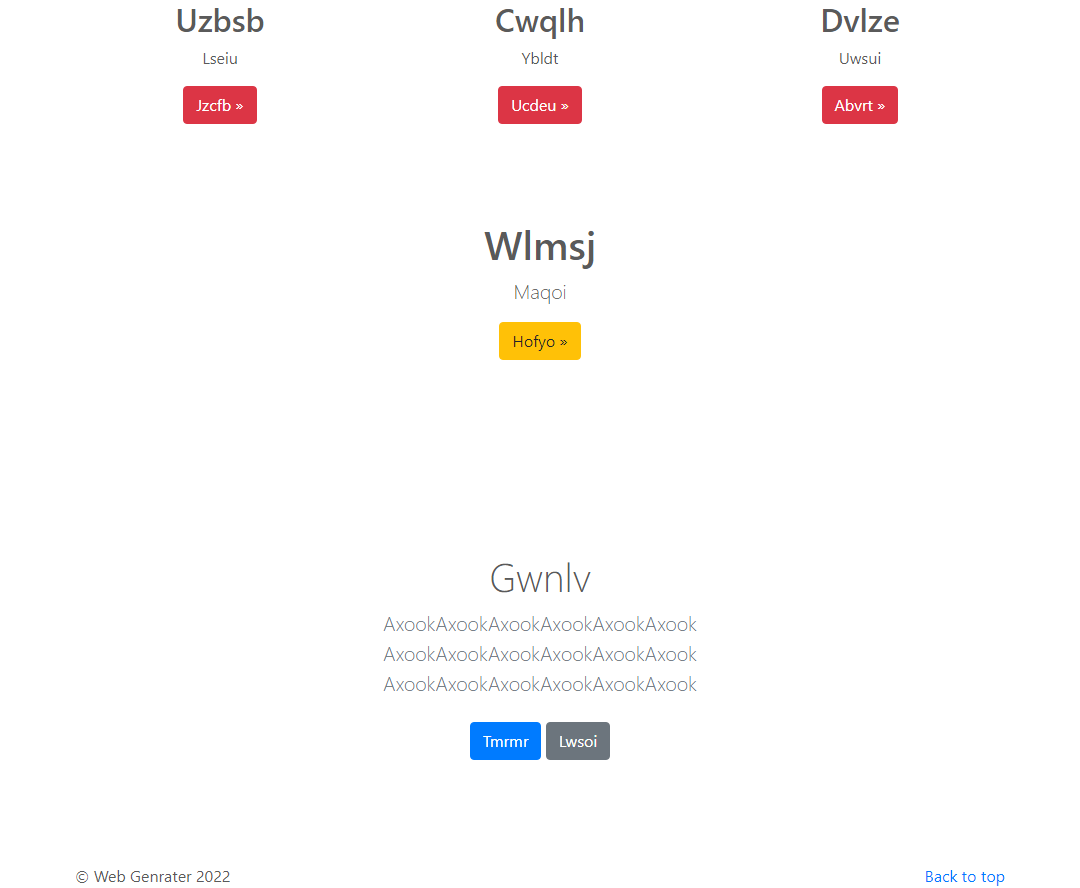 Uzbsb
Lseiu
Jzcfb »
Cwqlh
Ybldt
Ucdeu »
Dvlze
Uwsui
Abvrt »
Wlmsj
Maqoi
Hofyo »
Gwnlv
AxookAxookAxookAxookAxookAxook
AxookAxookAxookAxookAxookAxook
AxookAxookAxookAxookAxookAxook
Tmrmr Lwsoi
© Web Genrater 2022
Back to top